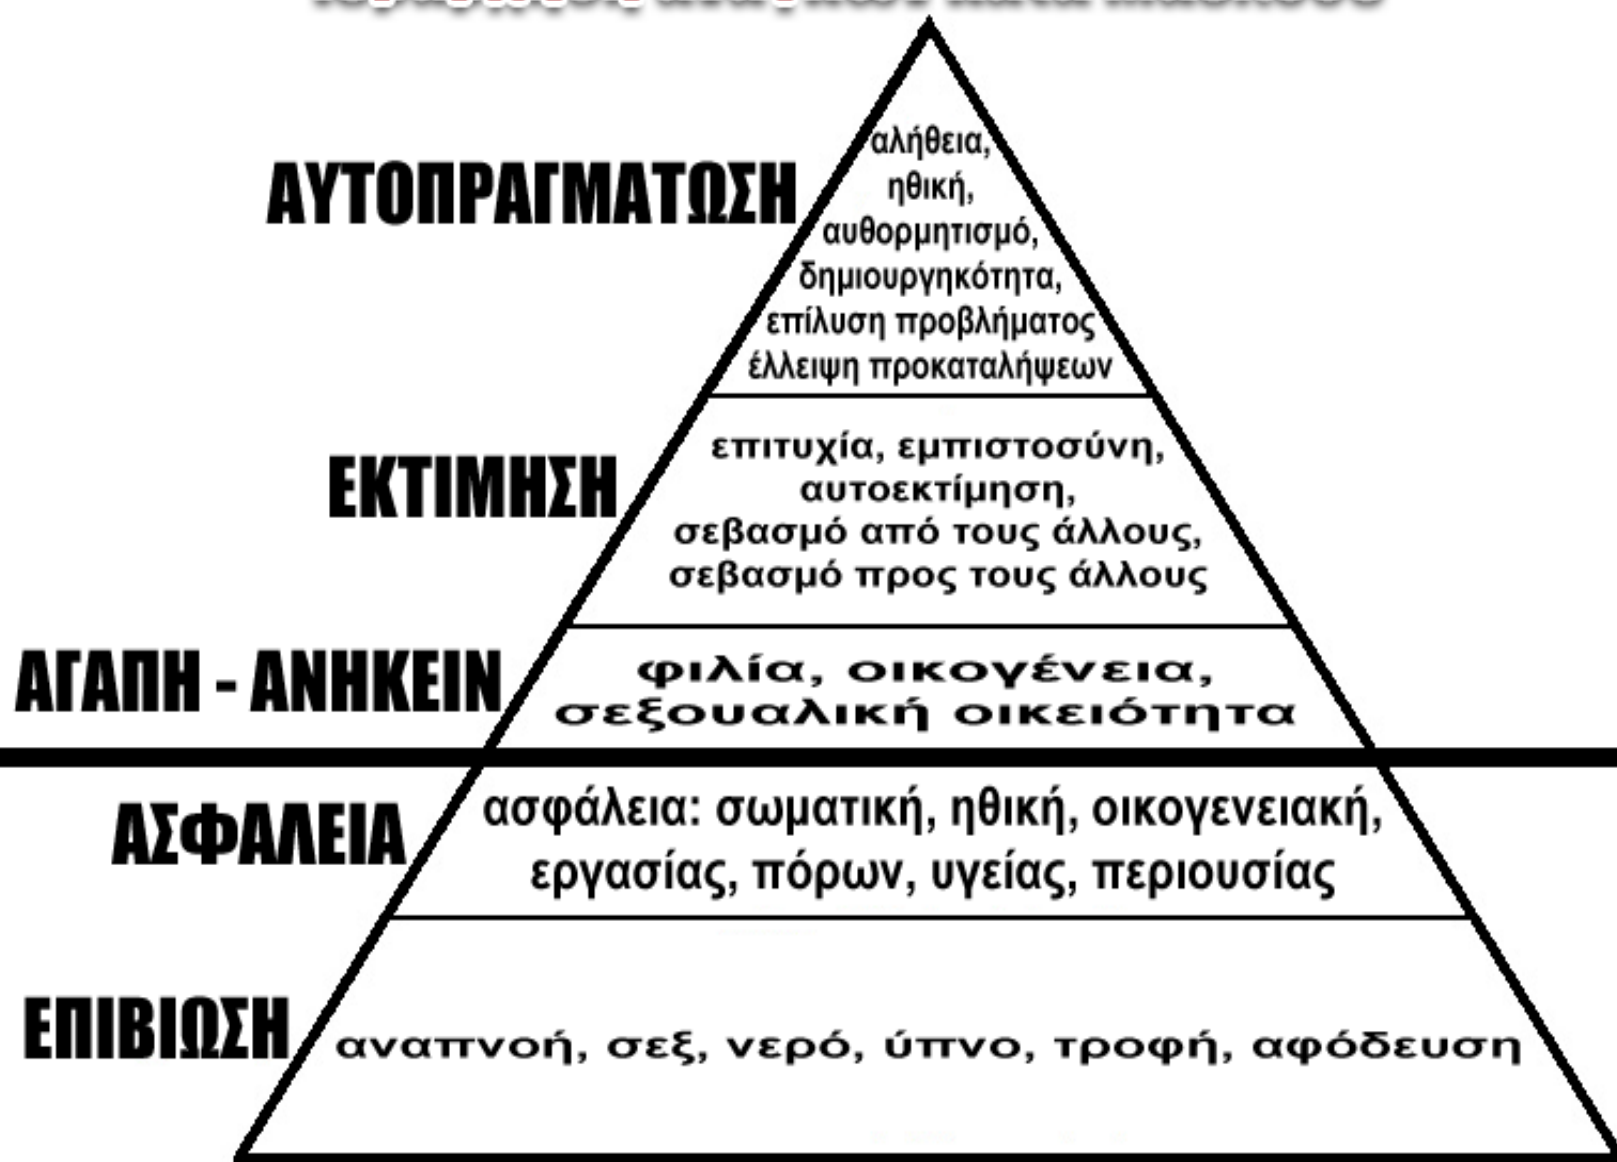 ΑΥΤΟΠΡΑΓΜΑΤΩΣΗ
αλήθεια,
ηθική,
αυθορμητισμό,
δημιουργηκότητα,
επίλυση προβλήματος
έλλειψη προκαταλήψεων
ΕΚΤΙΜΗΣΗ
επιτυχία, εμπιστοσύνη,
αυτοεκτίμηση,
σεβασμό από τους άλλους,
σεβασμό προς τους άλλους
ΑΓΑΠΗ - ΑΝΗΚΕΙΝ
φιλία, οικογένεια,
σεξουαλική οικειότητα
ΑΣΦΑΛΕΙΑ
ασφάλεια: σωματική, ηθική, οικογενειακή,
εργασίας, πόρων, υγείας, περιουσίας
ΕΠΙΒΙΩΣΗ
αναπνοή, σεξ, νερό, ύπνο, τροφή, αφόδευση